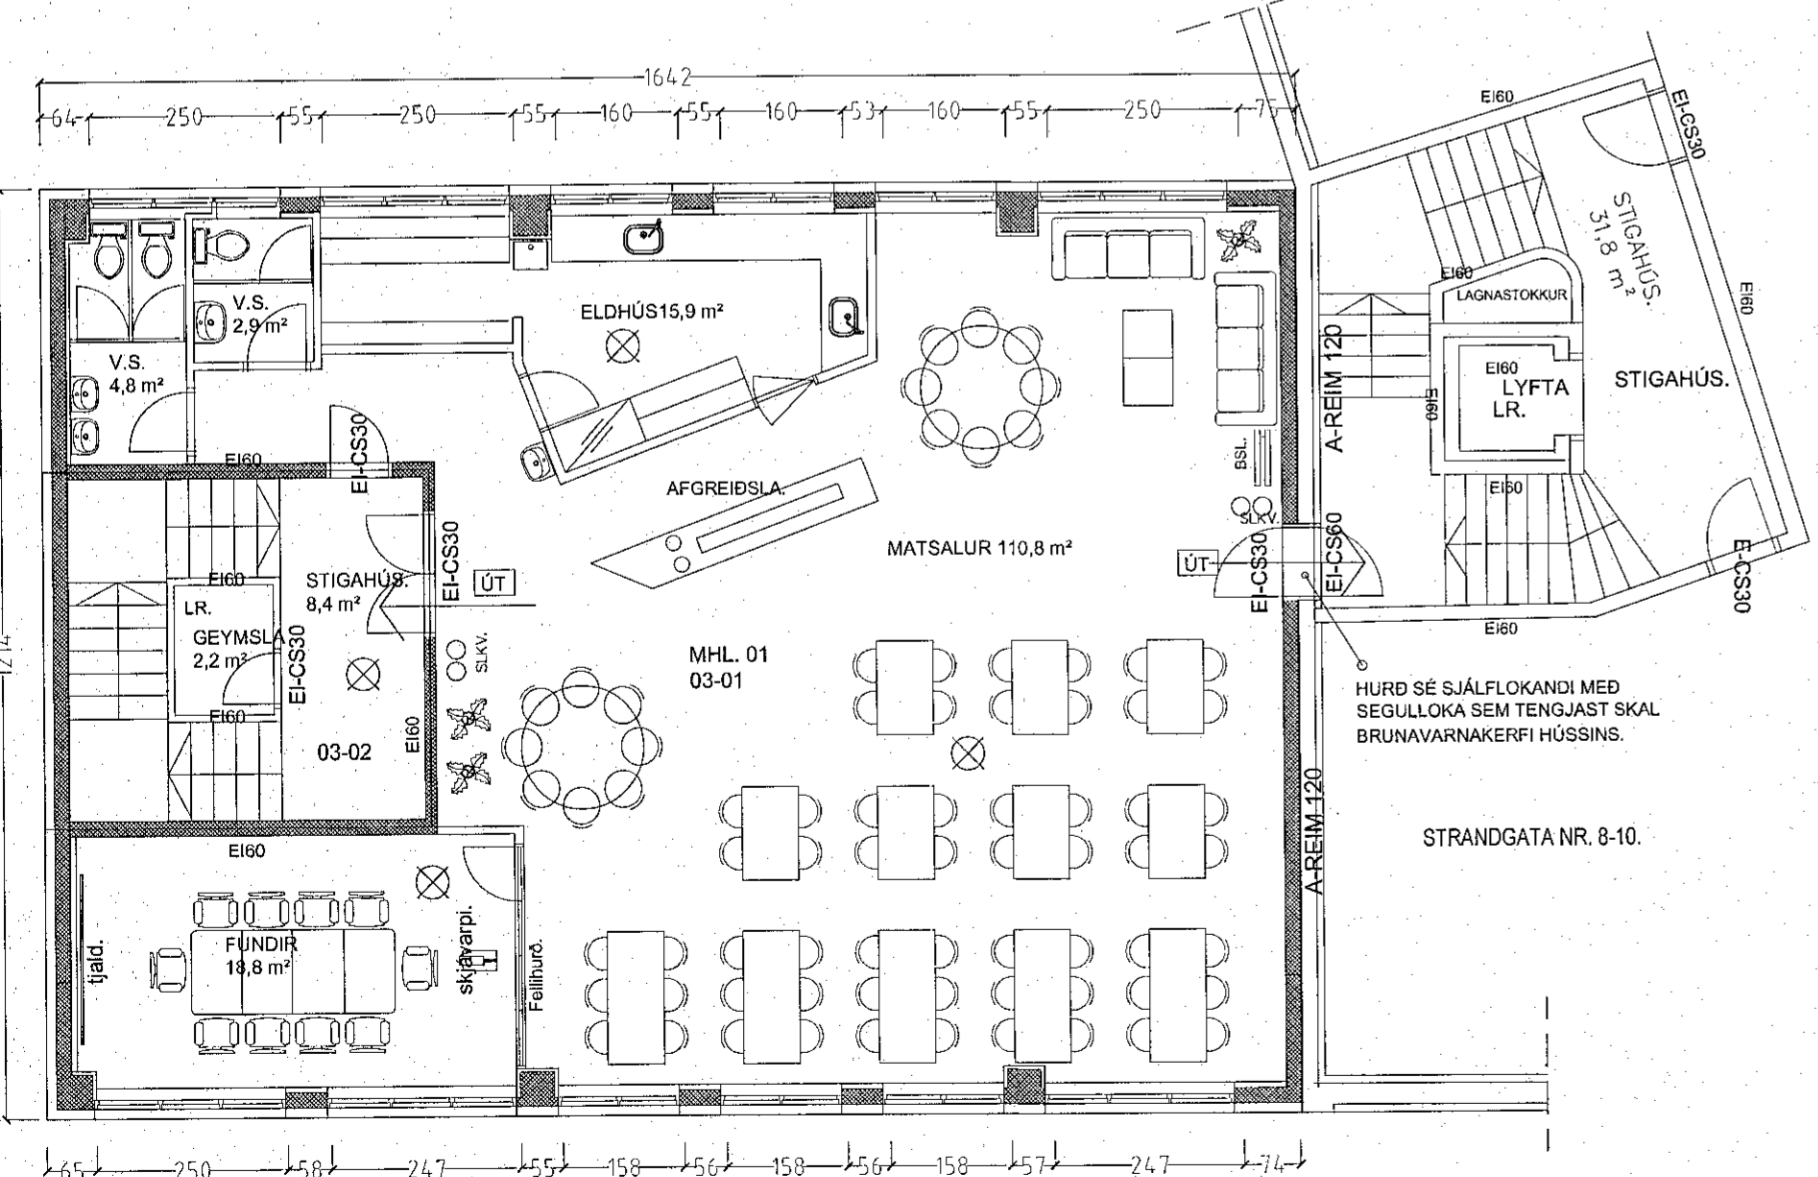 1642
64 250 55 250 55 160 55 160 53 160 55 250 75
EI60
EI-CS30
STIGAHÚS.
31,8 m²
EI60
LAGNASTOKKUR
EI60
V.S.
2,9 m²
ELDHÚS15,9 m²
V.S.
4,8 m²
A-REIM 120
EI60
EI60
LYFTA
LR.
STIGAHÚS.
EI60
EI-CS30
BSL.
AFGREIÐSLA.
EI60
SLKV.
MATSALUR 110,8 m²
EI-CS30
ÚT
ÚT
EI-CS30
EI-CS60
E-CS30
EI60
STIGAHÚS.
8,4 m²
LR.
GEYMSLA
2,2 m²
EI-CS30
SLKV.
EI60
MHL. 01
03-01
EI60
HURÐ SÉ SJÁLFLOKANDI MEÐ
SEGULLOKA SEM TENGJAST SKAL
BRUNAVARNAKERFI HÚSSINS.
1214
EI60
EI60
03-02
A-REIM 120
STRANDGATA NR. 8-10.
EI60
tjald.
FUNDIR
18,8 m²
skjávarpi.
Fellihurð.
65 250 58 247 55 158 56 158 56 158 57 247 74